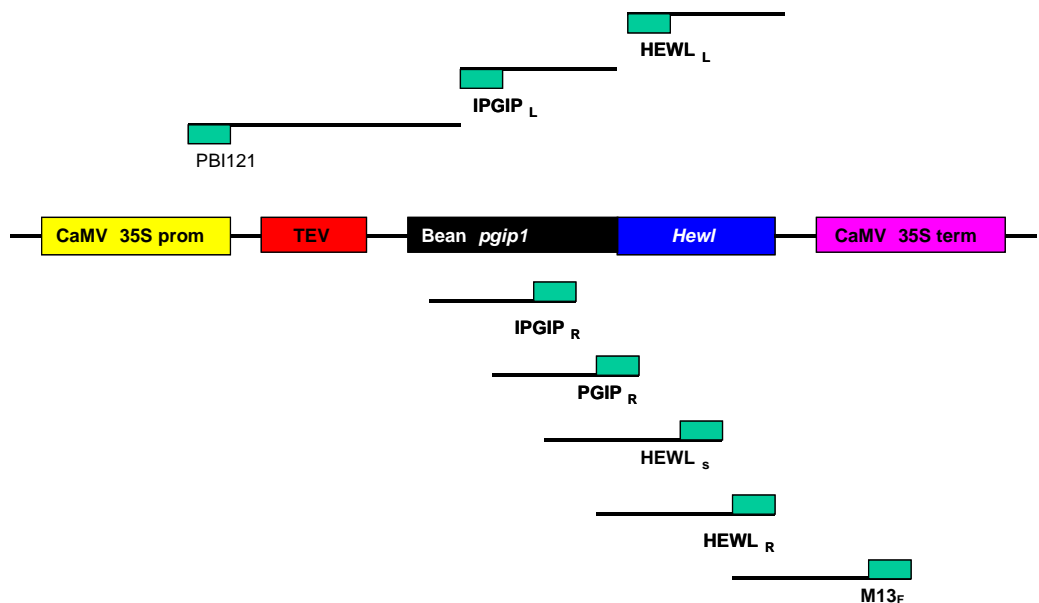 HEWL L
IPGIP L
PBI121
CaMV 35S prom
TEV
Bean pgip1
Hewl
CaMV 35S term
IPGIP R
PGIP R
HEWL s
HEWL R
M13F